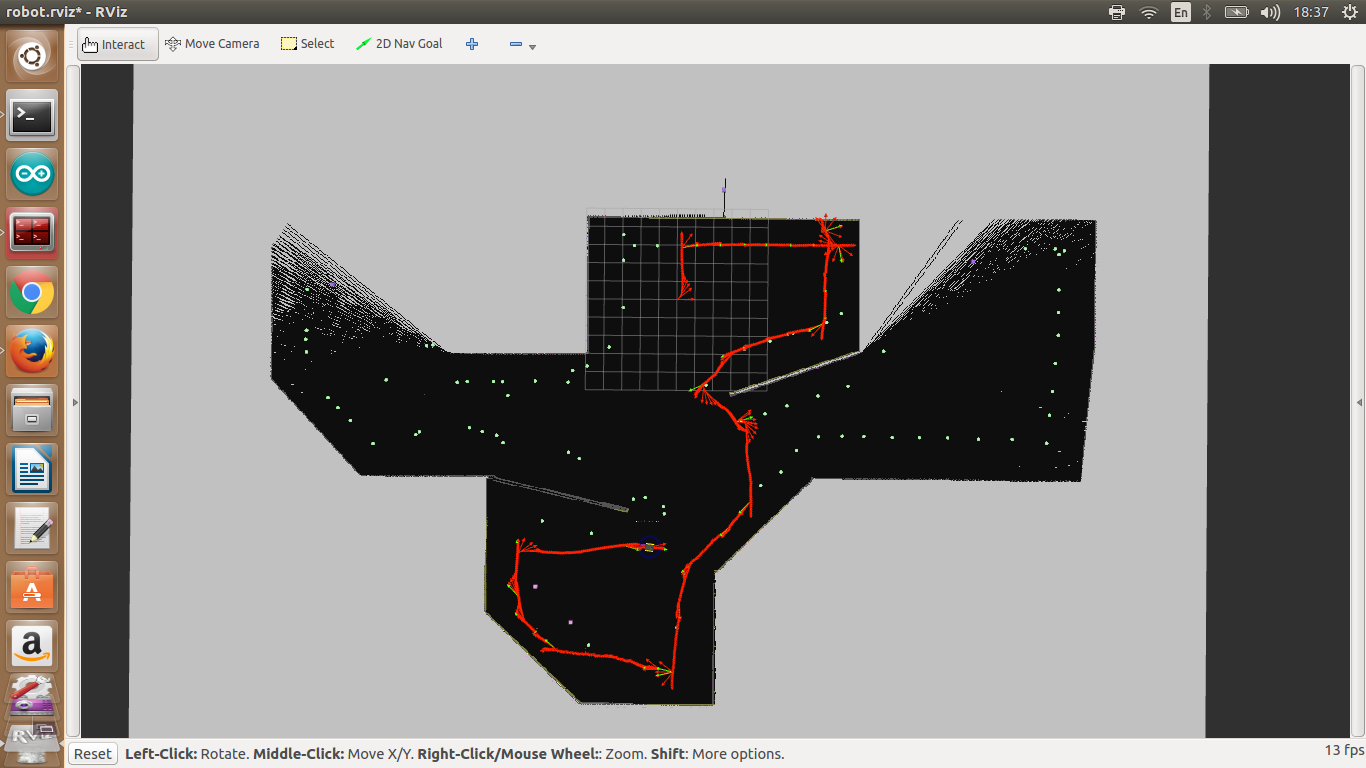 robot.rviz* - RViz
En
18:37
Interact
Move Camera
Select
2D Nav Goal
Reset
Left-Click: Rotate. Middle-Click: Move X/Y. Right-Click/Mouse Wheel:: Zoom. Shift: More options.
13 fps